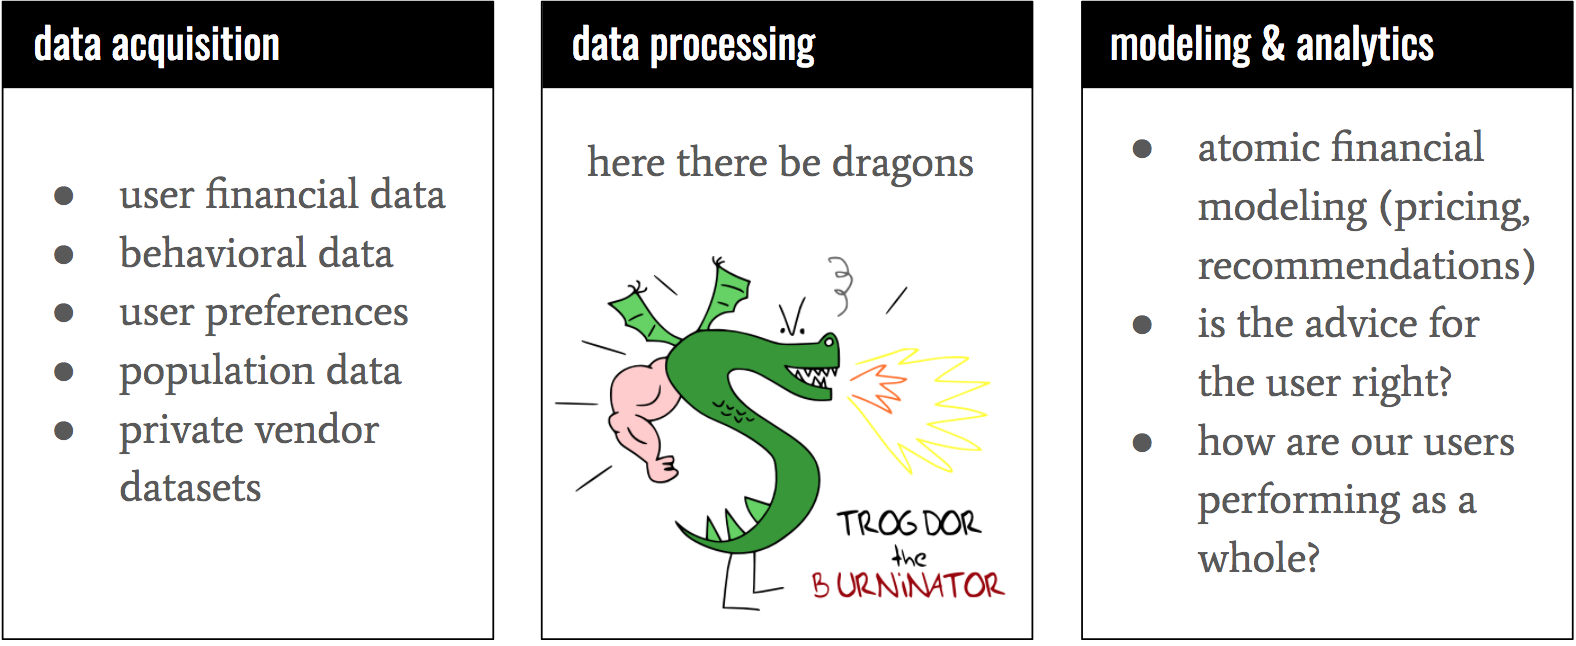 data acquisition
● user financial data
● behavioral data
● user preferences
● population data
● private vendor
datasets
data processing
here there be dragons
TROGDOR
the
BURNiNATOR
modeling & analytics
● atomic financial
modeling (pricing,
recommendations)
● is the advice for
the user right?
● how are our users
performing as a
whole?